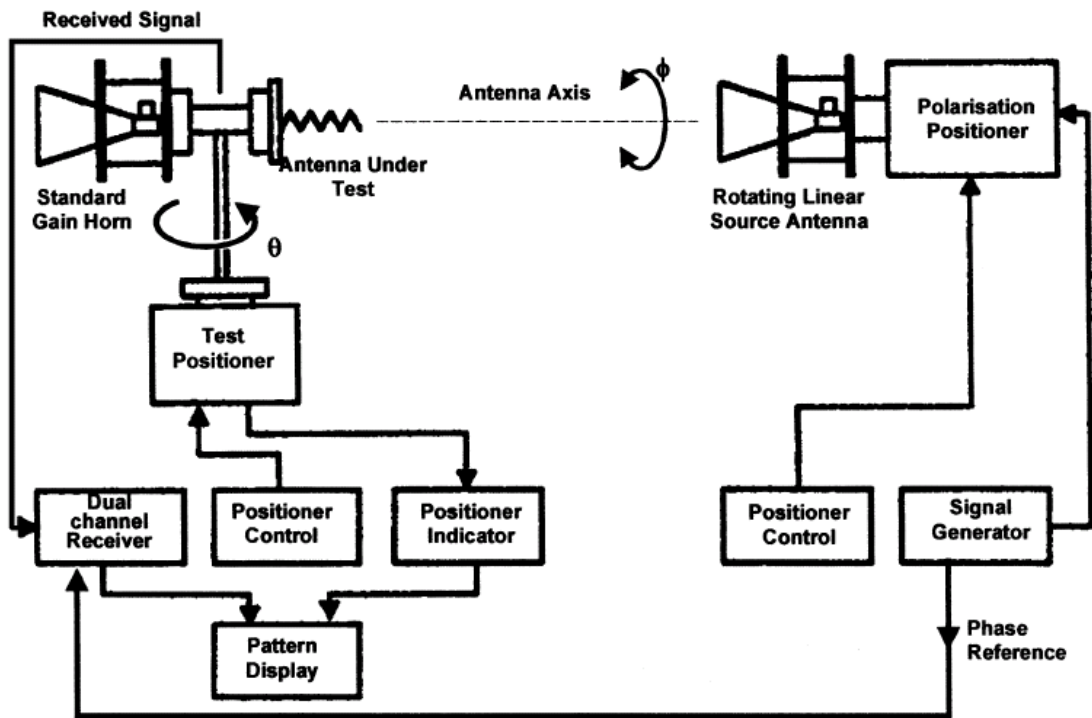 Received Signal
Antenna Axis
ϕ
Polarisation
Positioner
Antenna Under
Test
Standard
Gain Horn
Rotating Linear
Source Antenna
θ
Test
Positioner
Dual
channel
Receiver
Positioner
Control
Positioner
Indicator
Positioner
Control
Signal
Generator
Pattern
Display
Phase
Reference